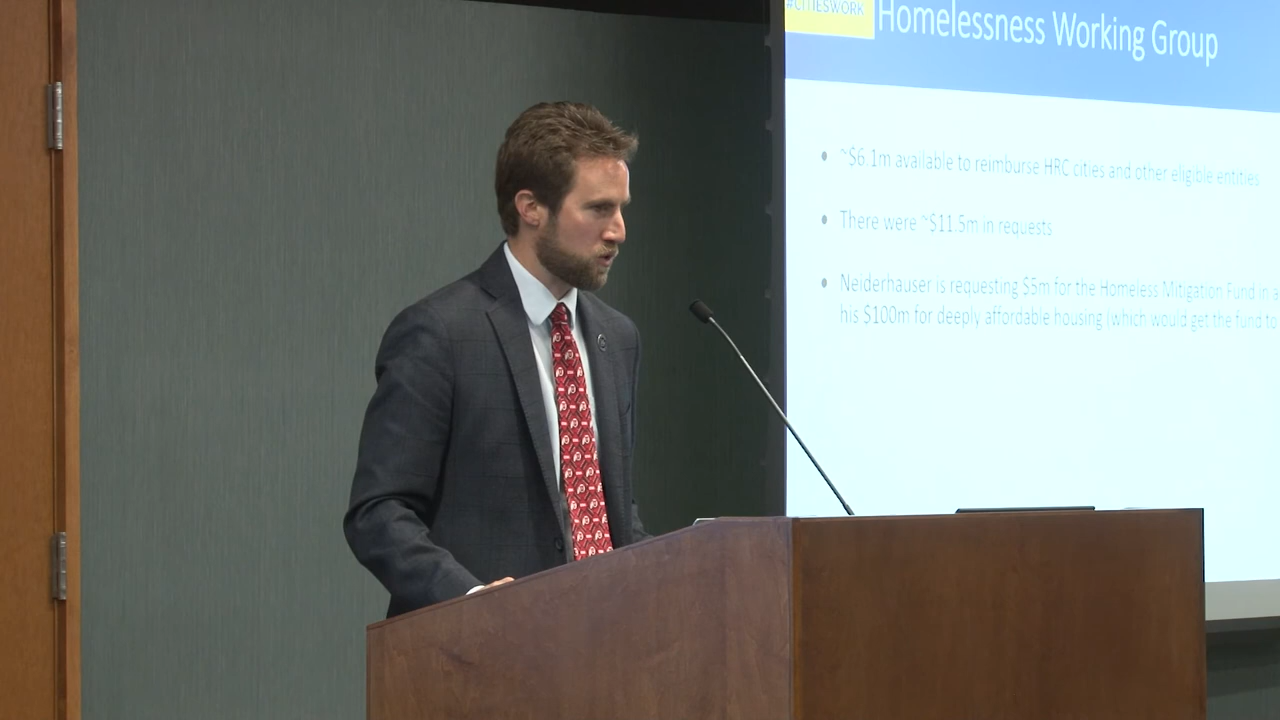 #CITIESWORK
Homelessness Working Group
• ~$6.1m available to reimburse HRC cities and other eligible entities
• There were ~$11.5m in requests
• Neiderhauser is requesting $5m for the Homeless Mitigation Fund in a
his $100m for deeply affordable housing (which would get the fund to